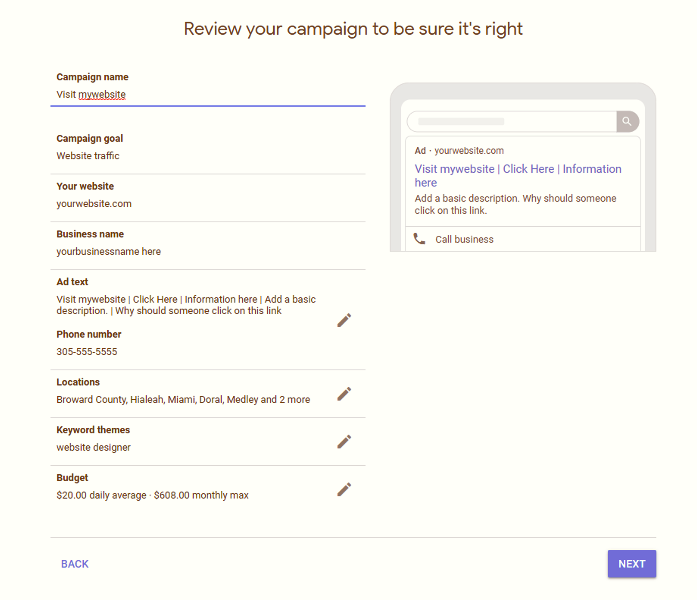 Review your campaign to be sure it's right
Campaign name
Visit mywebsite
Campaign goal
Website traffic
Your website
yourwebsite.com
Business name
yourbusinessname here
Ad text
Visit mywebsite | Click Here | Information here | Add a basic
description. | Why should someone click on this link
Phone number
305-555-5555
Locations
Broward County, Hialeah, Miami, Doral, Medley and 2 more
Keyword themes
website designer
Budget
$20.00 daily average · $608.00 monthly max
Ad · yourwebsite.com
Visit mywebsite | Click Here | Information
here
Add a basic description. Why should someone
click on this link.
Call business
BACK
NEXT